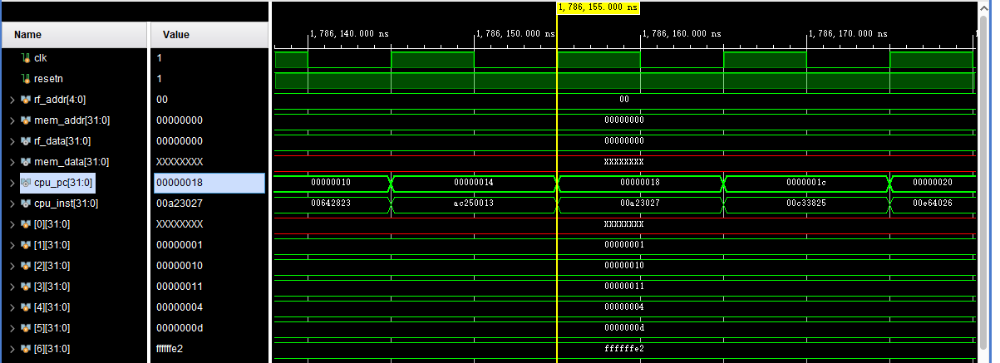 1,786,155.000 ns
Name Value 1,786,140.000 ns 1,786,150.000 ns 1,786,160.000 ns 1,786,170.000 ns
clk 1
resetn 1
rf_addr[4:0] 00 00
mem_addr[31:0] 00000000 00000000
rf_data[31:0] 00000000 00000000
mem_data[31:0] XXXXXXXX XXXXXXXX
cpu_pc[31:0] 00000018 00000010 00000014 00000018 0000001c 00000020
cpu_inst[31:0] 00a23027 00642823 ac250013 00a23027 00c33825 00e64026
[0][31:0] XXXXXXXX XXXXXXXX
[1][31:0] 00000001 00000001
[2][31:0] 00000010 00000010
[3][31:0] 00000011 00000011
[4][31:0] 00000004 00000004
[5][31:0] 0000000d 0000000d
[6][31:0] ffffffe2 ffffffe2